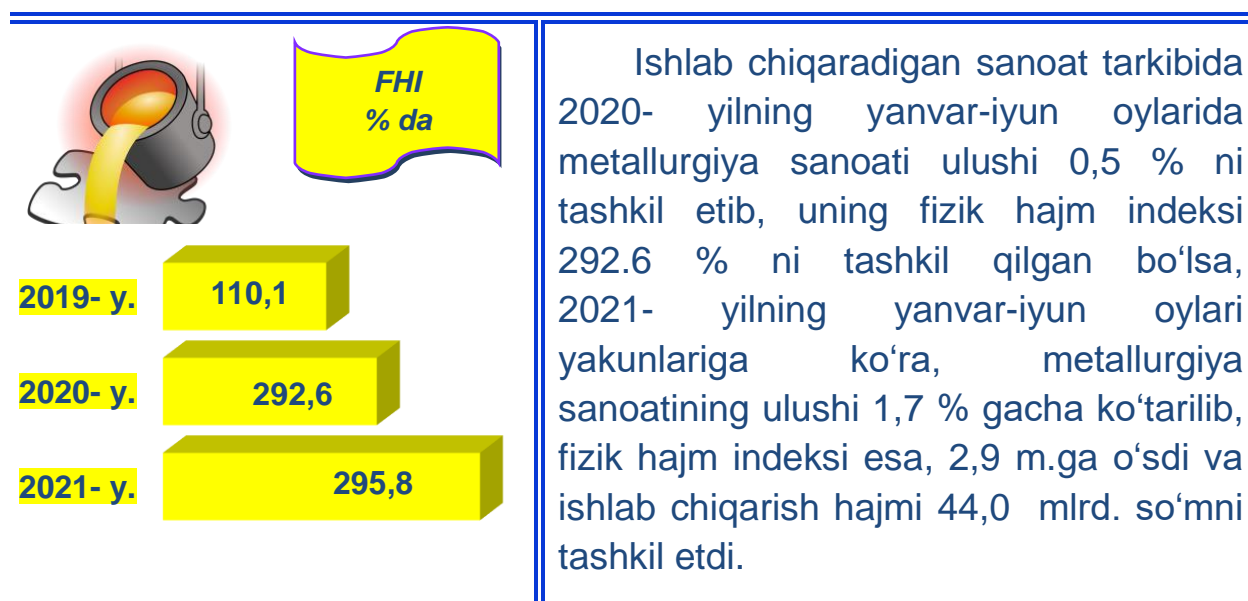 FHI
% da
2019- y.
110,1
2020- y.
292,6
2021- y.
295,8
Ishlab chiqaradigan sanoat tarkibida
2020- yilning yanvar-iyun oylarida
metallurgiya sanoati ulushi 0,5 % ni
tashkil etib, uning fizik hajm indeksi
292.6 % ni tashkil qilgan bo‘lsa,
2021- yilning yanvar-iyun oylari
yakunlariga ko‘ra, metallurgiya
sanoatining ulushi 1,7 % gacha ko‘tarilib,
fizik hajm indeksi esa, 2,9 m.ga o‘sdi va
ishlab chiqarish hajmi 44,0 mlrd. so‘mni
tashkil etdi.